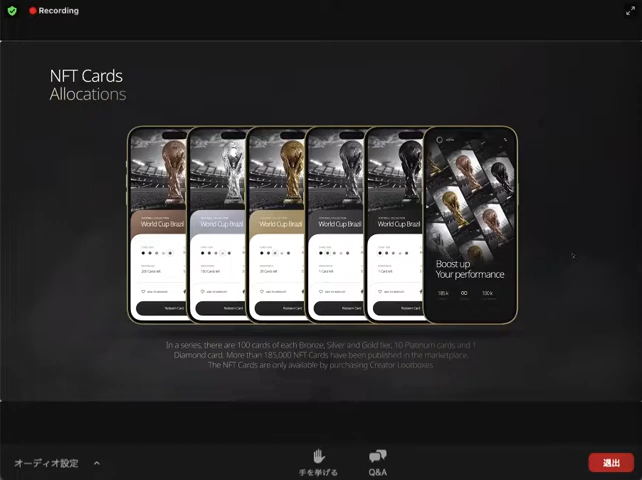 Recording
NFT Cards
Allocations
World Cup Brazil
World Cup Brazil
World Cup Brazil
World Cup Brazil
World Cup Brazil
Boost up
Your performance
185 k
100 k
Redeem Card
Redeem Card
Redeem Card
Redeem Card
Redeem Card
In a series, there are 100 cards of each Bronze, Silver and Gold tier, 10 Platinum cards and 1
Diamond card. More than 185,000 NFT Cards have been published in the marketplace.
The NFT Cards are only available by purchasing Creator Lootboxes.
オーディオ設定
手を挙げる
Q&A
退出